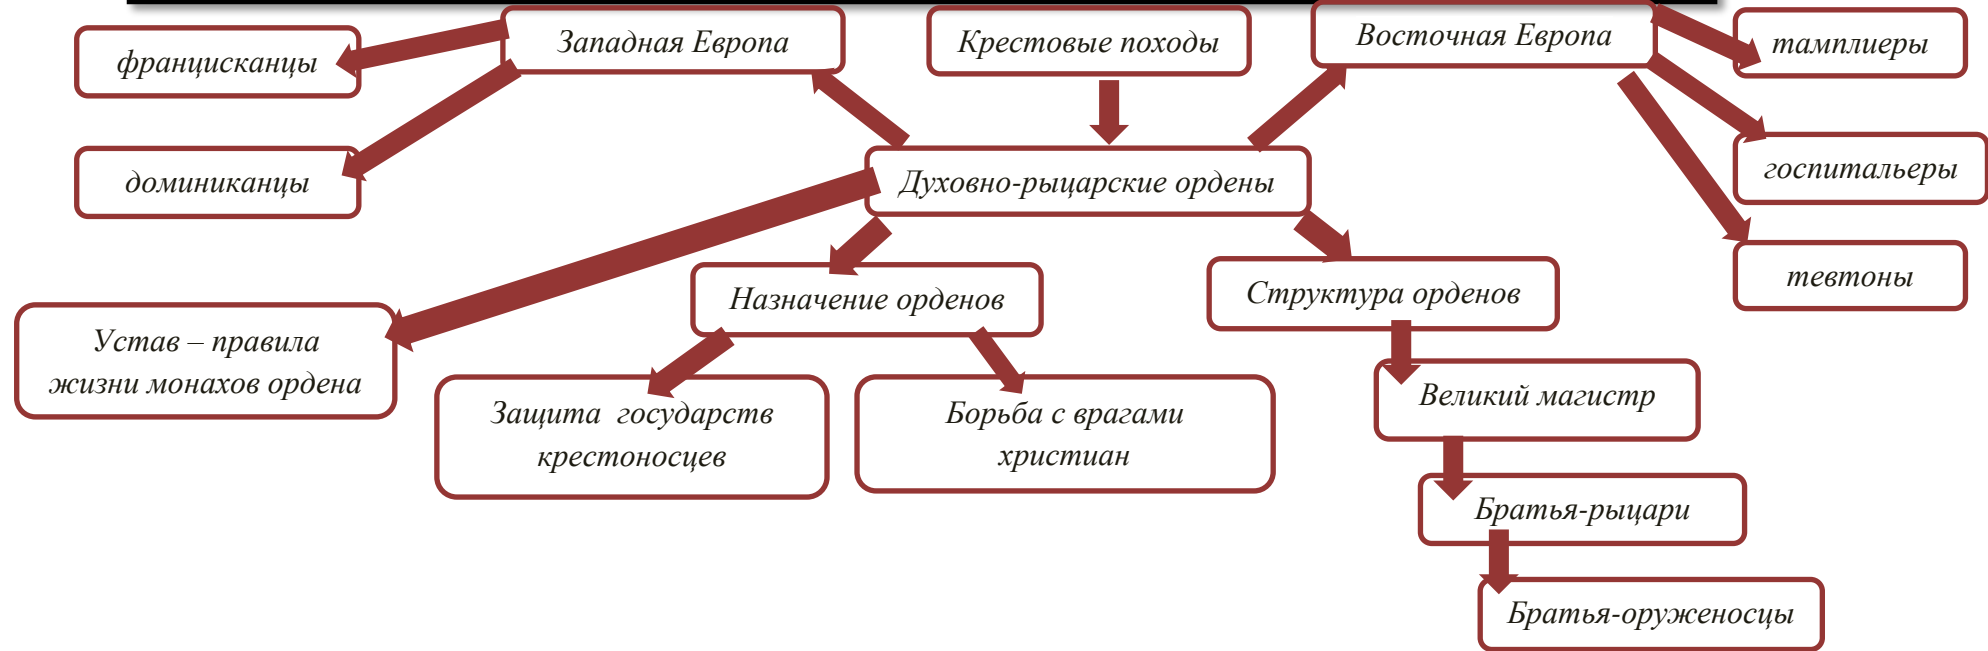 Западная Европа
Крестовые походы
Восточная Европа
тамплиеры
францисканцы
доминиканцы
Духовно-рыцарские ордены
госпитальеры
тевтоны
Назначение орденов
Структура орденов
Устав – правила
жизни монахов ордена
Защита государств
крестоносцев
Борьба с врагами
христиан
Великий магистр
Братья-рыцари
Братья-оруженосцы